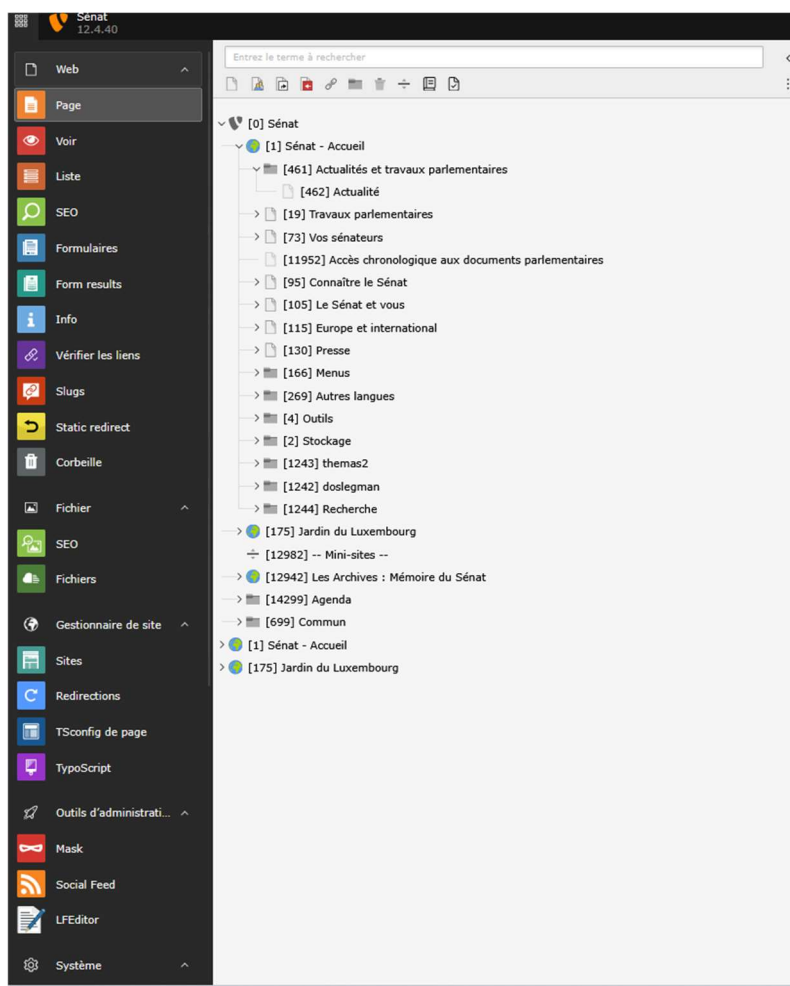 Sénat
12.4.40
Web
Page
Voir
Liste
SEO
Formulaires
Form results
Info
Vérifier les liens
Slugs
Static redirect
Corbeille
Fichier
SEO
Fichiers
Gestionnaire de site
Sites
Redirections
TSconfig de page
TypoScript
Outils d'administrati...
Mask
Social Feed
LFEditor
Système
Entrez le terme à rechercher
[0] Sénat
[1] Sénat - Accueil
[461] Actualités et travaux parlementaires
[462] Actualité
[19] Travaux parlementaires
[73] Vos sénateurs
[11952] Accès chronologique aux documents parlementaires
[95] Connaître le Sénat
[105] Le Sénat et vous
[115] Europe et international
[130] Presse
[166] Menus
[269] Autres langues
[4] Outils
[2] Stockage
[1243] themas2
[1242] doslegman
[1244] Recherche
[175] Jardin du Luxembourg
[12982] -- Mini-sites --
[12942] Les Archives : Mémoire du Sénat
[14299] Agenda
[699] Commun
[1] Sénat - Accueil
[175] Jardin du Luxembourg